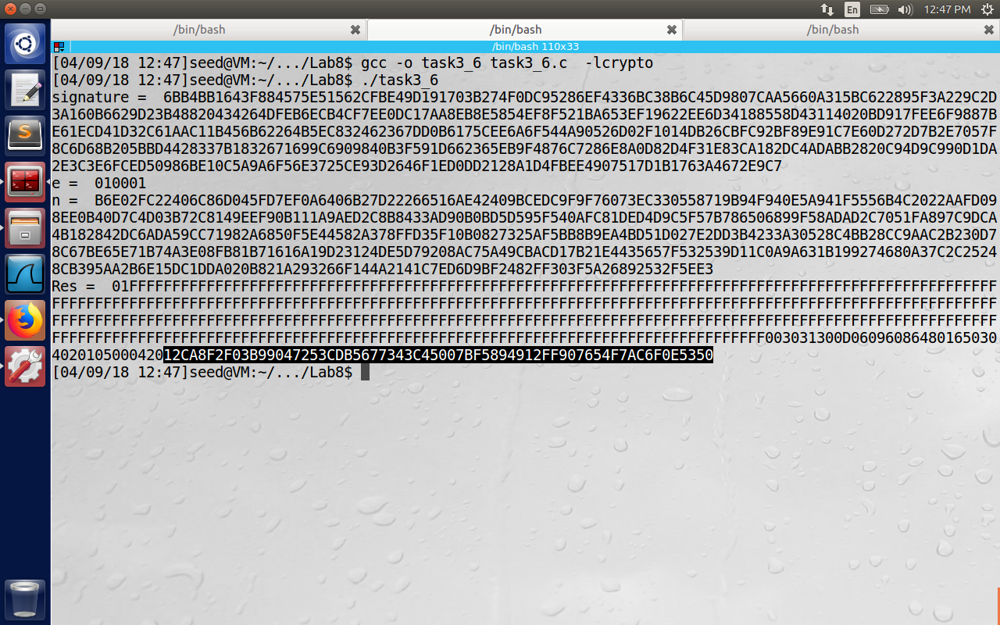 En 12:47 PM
/bin/bash /bin/bash /bin/bash
/bin/bash 110x33
[04/09/18 12:47]seed@VM:~/.../Lab8$ gcc -o task3_6 task3_6.c  -lcrypto
[04/09/18 12:47]seed@VM:~/.../Lab8$ ./task3_6
signature =  6BB4BB1643F884575E51562CFBE49D191703B274F0DC95286EF4336BC38B6C45D9807CAA5660A315BC622895F3A229C2D
3A160B6629D23B48820434264DFEB6ECB4CF7EE0DC17AA8EB8E5854EF8F521BA653EF19622EE6D34188558D43114020BD917FEE6F9887B
E61ECD41D32C61AAC11B456B62264B5EC832462367DD0B6175CEE6A6F544A90526D02F1014DB26CBFC92BF89E91C7E60D272D7B2E7057F
8C6D68B205BBD4428337B1832671699C6909840B3F591D662365EB9F4876C7286E8A0D82D4F31E83CA182DC4ADABB2820C94D9C990D1DA
2E3C3E6FCED50986BE10C5A9A6F56E3725CE93D2646F1ED0DD2128A1D4FBEE4907517D1B1763A4672E9C7
e =  010001
n =  B6E02FC22406C86D045FD7EF0A6406B27D22266516AE42409BCEDC9F9F76073EC330558719B94F940E5A941F5556B4C2022AAFD09
8EE0B40D7C4D03B72C8149EEF90B111A9AED2C8B8433AD90B0BD5D595F540AFC81DED4D9C5F57B786506899F58ADAD2C7051FA897C9DCA
4B182842DC6ADA59CC71982A6850F5E44582A378FFD35F10B0827325AF5BB8B9EA4BD51D027E2DD3B4233A30528C4BB28CC9AAC2B230D7
8C67BE65E71B74A3E08FB81B71616A19D23124DE5D79208AC75A49CBACD17B21E4435657F532539D11C0A9A631B199274680A37C2C2524
8CB395AA2B6E15DC1DDA020B821A293266F144A2141C7ED6D9BF2482FF303F5A26892532F5EE3
Res =  01FFFFFFFFFFFFFFFFFFFFFFFFFFFFFFFFFFFFFFFFFFFFFFFFFFFFFFFFFFFFFFFFFFFFFFFFFFFFFFFFFFFFFFFFFFFFFFFFFFFFFFF
FFFFFFFFFFFFFFFFFFFFFFFFFFFFFFFFFFFFFFFFFFFFFFFFFFFFFFFFFFFFFFFFFFFFFFFFFFFFFFFFFFFFFFFFFFFFFFFFFFFFFFFFFFFFFF
FFFFFFFFFFFFFFFFFFFFFFFFFFFFFFFFFFFFFFFFFFFFFFFFFFFFFFFFFFFFFFFFFFFFFFFFFFFFFFFFFFFFFFFFFFFFFFFFFFFFFFFFFFFFFF
FFFFFFFFFFFFFFFFFFFFFFFFFFFFFFFFFFFFFFFFFFFFFFFFFFFFFFFFFFFFFFFFFFFFFFFFFFFFFFFFFFF003031300D06096086480165030
402010500042012CA8F2F03B99047253CDB5677343C45007BF5894912FF907654F7AC6F0E5350
[04/09/18 12:47]seed@VM:~/.../Lab8$